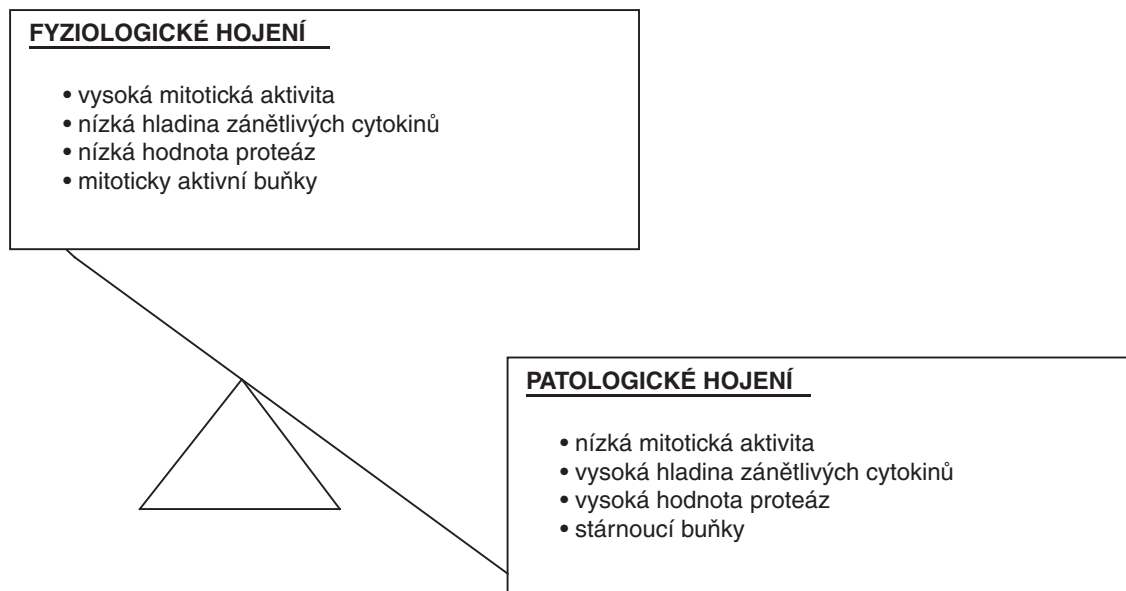 FYZIOLOGICKÉ HOJENÍ
• vysoká mitotická aktivita
• nízká hladina zánětlivých cytokinů
• nízká hodnota proteáz
• mitoticky aktivní buňky
PATOLOGICKÉ HOJENÍ
• nízká mitotická aktivita
• vysoká hladina zánětlivých cytokinů
• vysoká hodnota proteáz
• stárnoucí buňky